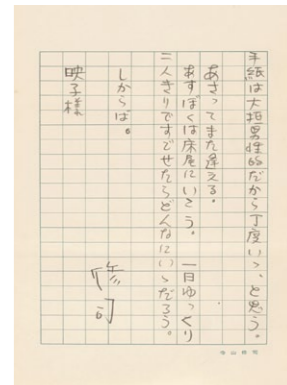 手紙は大抵男性的だから丁度いゝ、と思う。
あさってまた逢える。
あすぼくは床屋にいこう。 一日ゆっくり
二人きりですごせたらどんなにいゝだろう。
しからば。
修司
映子様